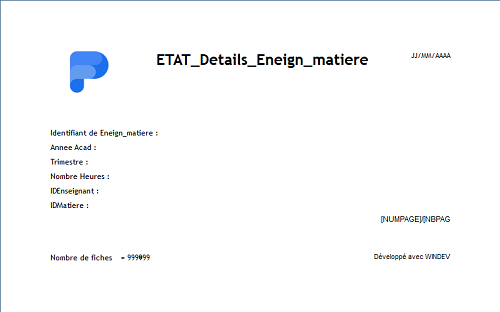 ETAT_Details_Eneign_matiere
JJ/MM/AAAA
Identifiant de Eneign_matiere :
Annee Acad :
Trimestre :
Nombre Heures :
IDEnseignant :
IDMatiere :
[NUMPAGE]/[NBPAG
Nombre de fiches = 999099
Développé avec WINDEV